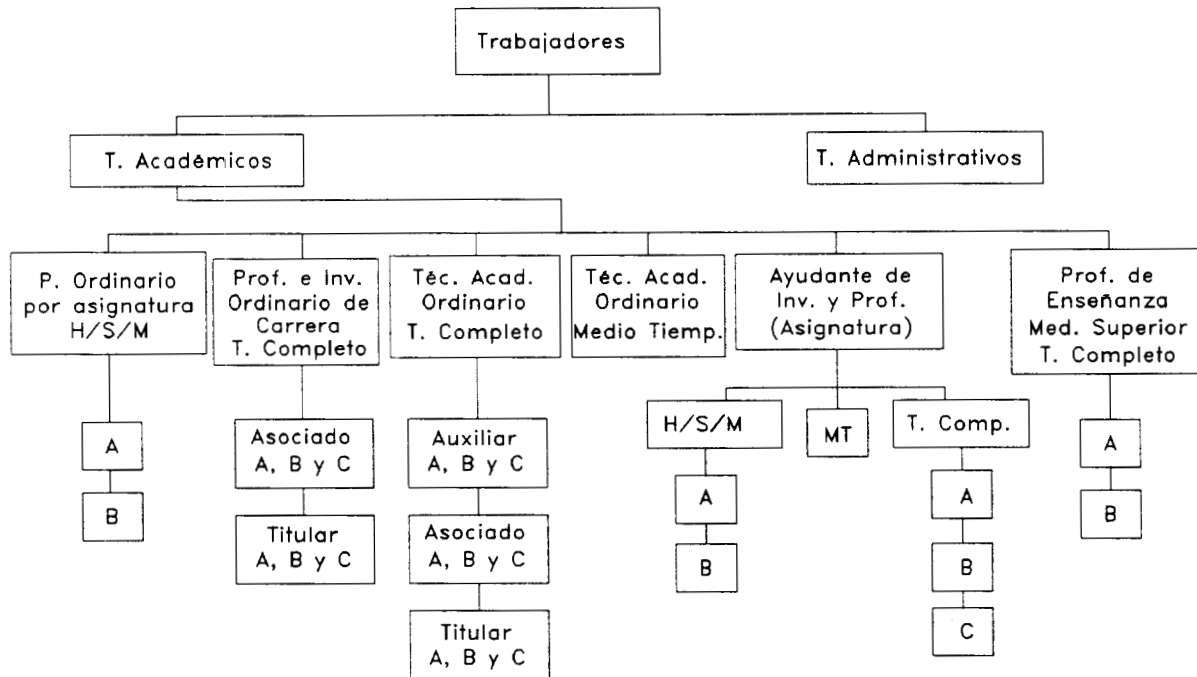 Trabajadores
T. Académicos
T. Administrativos
P. Ordinario
por asignatura
H/S/M
Prof. e Inv.
Ordinario de
Carrera
T. Completo
Téc. Acad.
Ordinario
T. Completo
Téc. Acad.
Ordinario
Medio Tiemp.
Ayudante de
Inv. y Prof.
(Asignatura)
Prof. de
Enseñanza
Med. Superior
T. Completo
A
B
Asociado
A, B y C
Titular
A, B y C
Auxiliar
A, B y C
Asociado
A, B y C
Titular
A, B y C
H/S/M
A
B
MT
T. Comp.
A
B
C
A
B